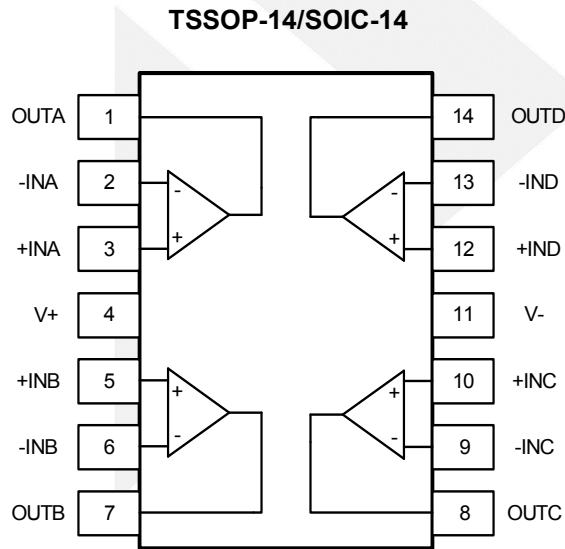 TSSOP-14/SOIC-14
OUTA 1 14 OUTD
-INA 2 - - 13 -IND
+INA 3 + + 12 +IND
V+ 4 11 V-
+INB 5 + + 10 +INC
-INB 6 - - 9 -INC
OUTB 7 8 OUTC